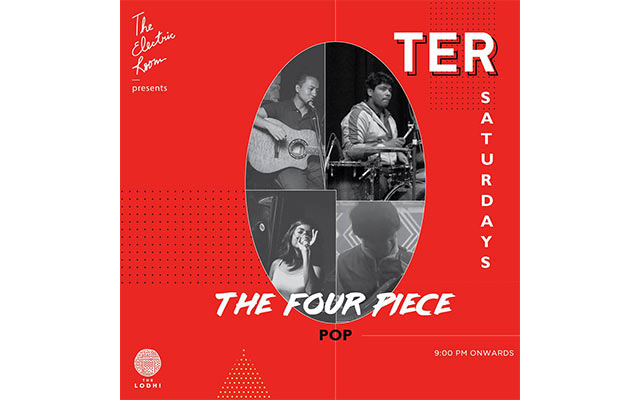 The
Electric
Room
presents
TER
SATURDAYS
THE FOUR PIECE
POP
9:00 PM ONWARDS
THE
LODHI